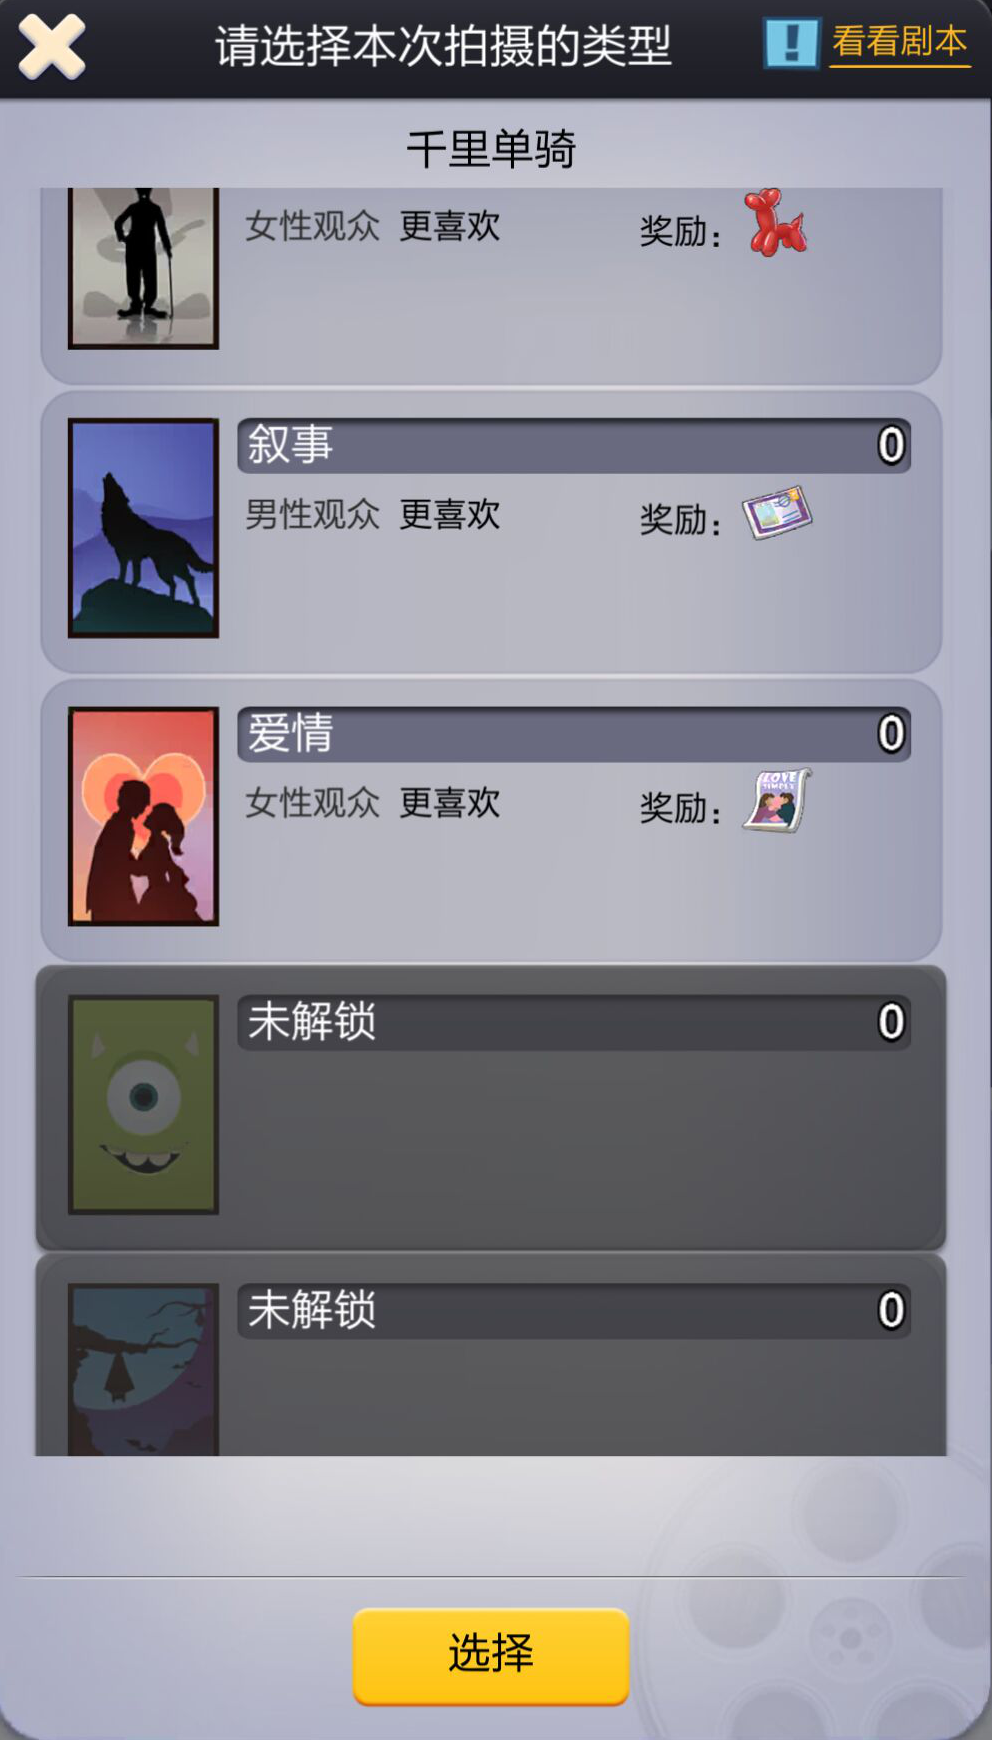 请选择本次拍摄的类型
看看剧本
千里单骑
女性观众 更喜欢 奖励：
叙事 0
男性观众 更喜欢 奖励：
爱情 0
女性观众 更喜欢 奖励：
LOVE
SIMPLY
未解锁 0
未解锁 0
选择